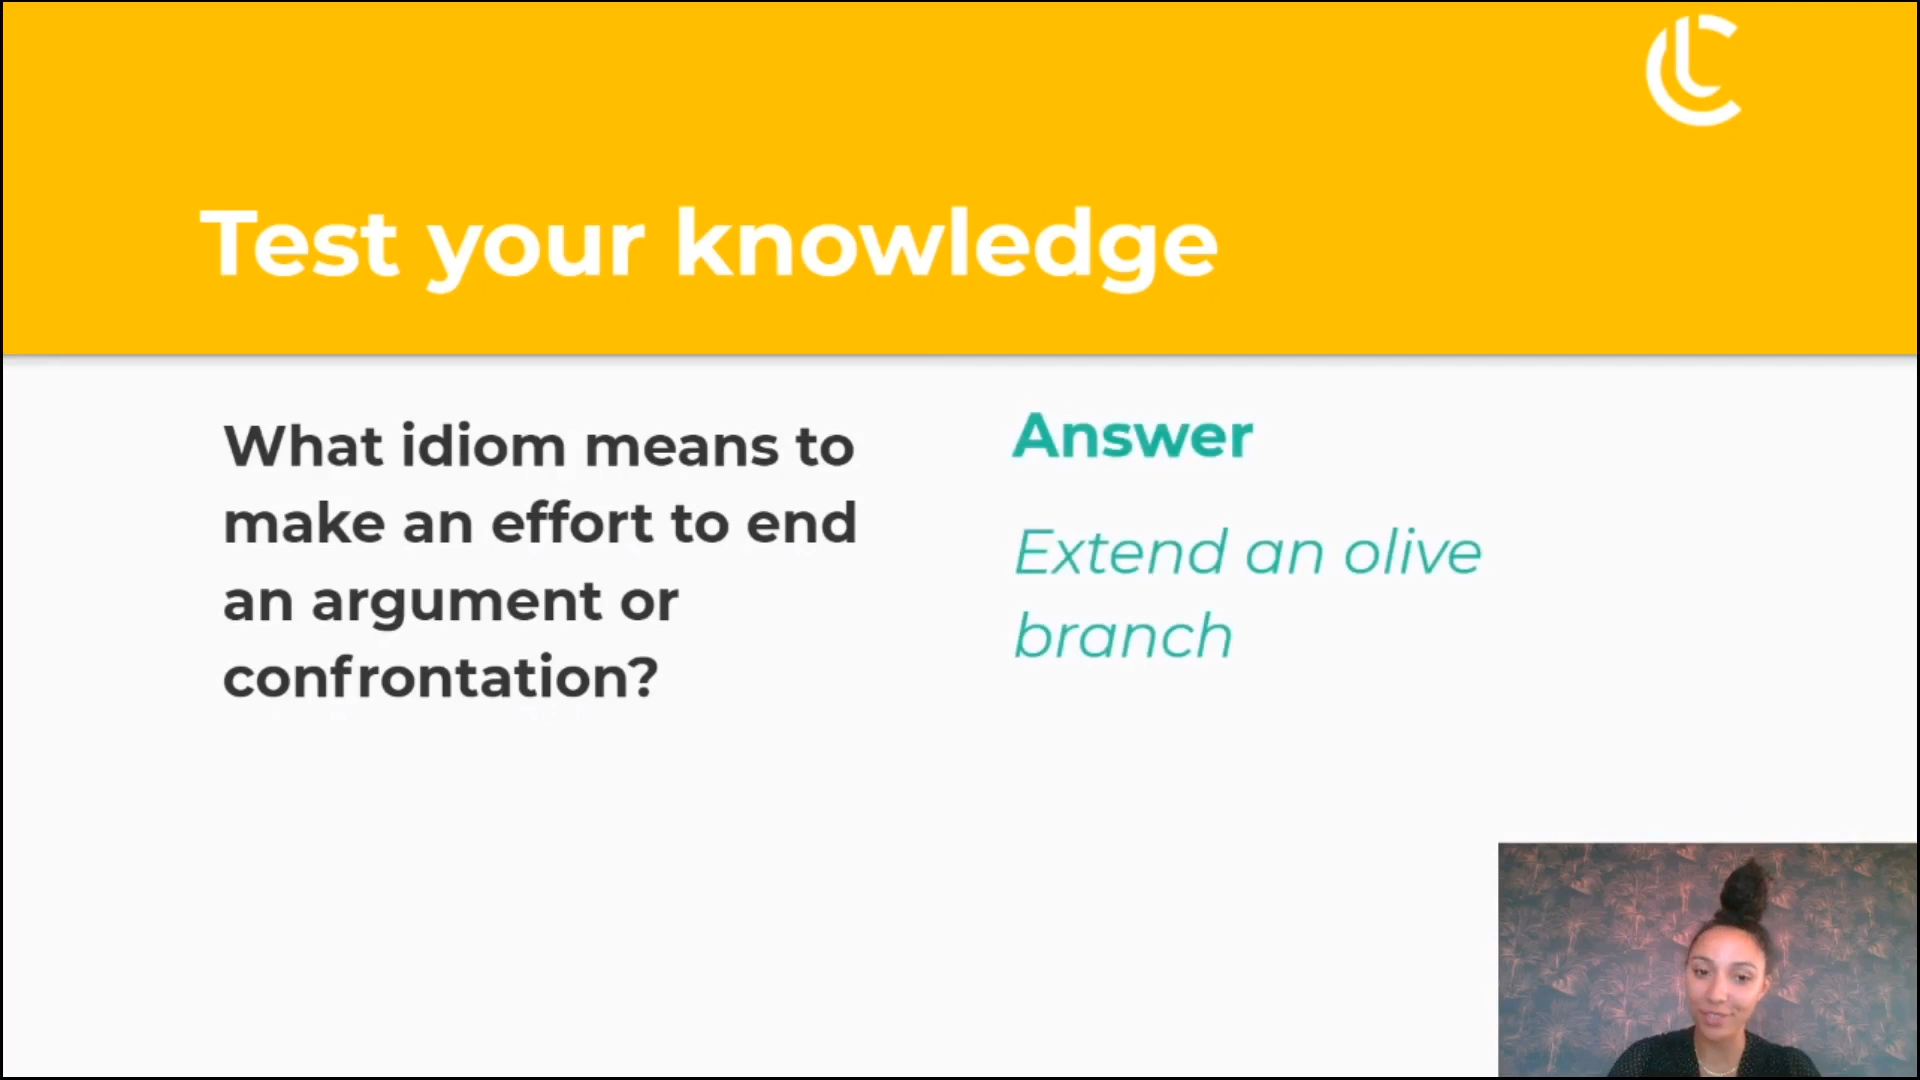 Test your knowledge
What idiom means to
make an effort to end
an argument or
confrontation?
Answer
Extend an olive
branch